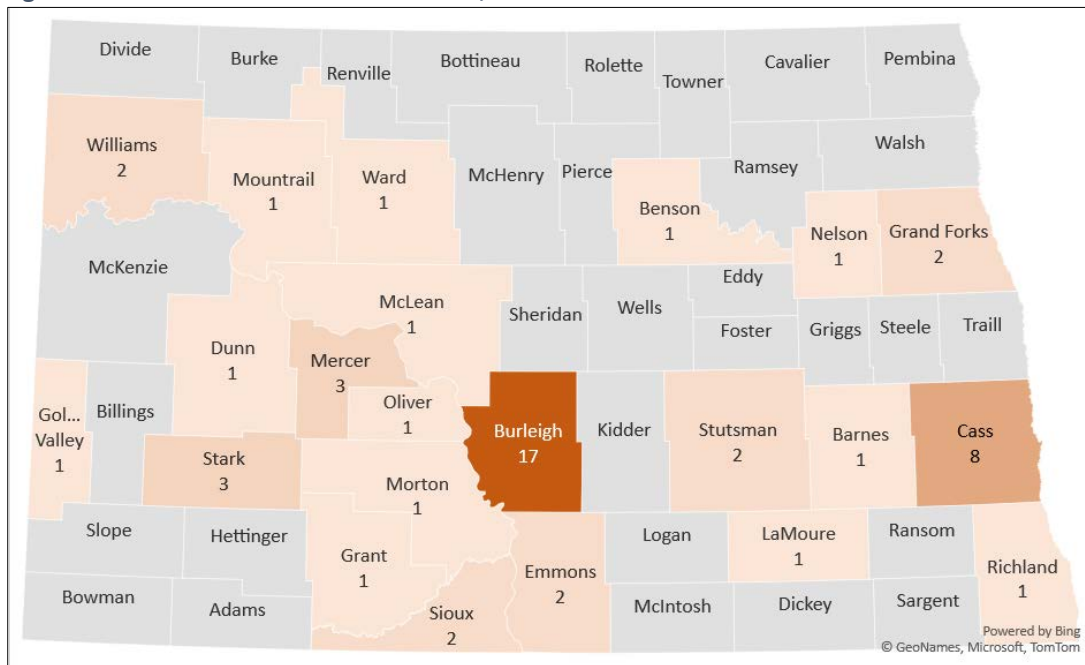 Divide
Burke
Renville
Bottineau
Rolette
Towner
Cavalier
Pembina
Williams
2
Mountrail
1
Ward
1
McHenry
Pierce
Benson
1
Ramsey
Walsh
Nelson
1
Grand Forks
2
McKenzie
Dunn
1
McLean
1
Mercer
3
Oliver
1
Sheridan
Wells
Eddy
Foster
Griggs
Steele
Traill
Gol...
Valley
1
Billings
Stark
3
Morton
1
Burleigh
17
Kidder
Stutsman
2
Barnes
1
Cass
8
Slope
Hettinger
Grant
1
Emmons
2
Logan
LaMoure
1
Ransom
Richland
1
Bowman
Adams
Sioux
2
McIntosh
Dickey
Sargent
Powered by Bing
© GeoNames, Microsoft, TomTom